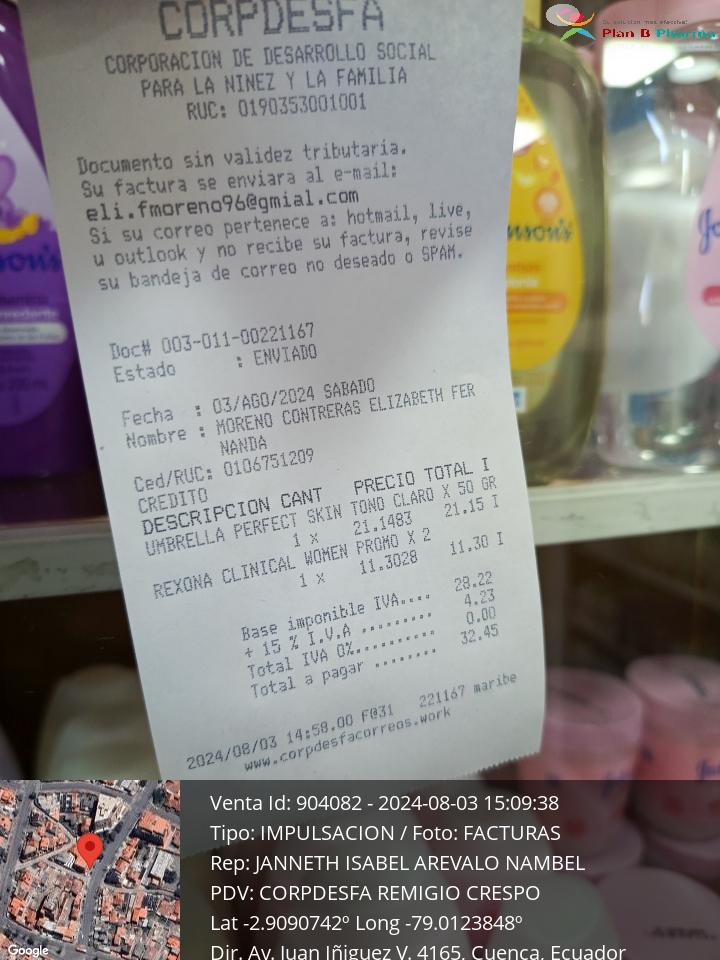 Su solución más efectiva!
Plan B Pharma
CORPDESFA
CORPORACION DE DESARROLLO SOCIAL
PARA LA NINEZ Y LA FAMILIA
RUC: 0190353001001
Documento sin validez tributaria.
Su factura se enviara al e-mail:
eli.fmoreno96@gmial.com
Si su correo pertenece a: hotmail, live,
u outlook y no recibe su factura, revise
su bandeja de correo no deseado o SPAM.
Doc# 003-011-00221167
Estado : ENVIADO
Fecha : 03/AGO/2024 SABADO
Nombre : MORENO CONTRERAS ELIZABETH FER
NANDA
Ced/RUC: 0106751209
CREDITO
DESCRIPCION CANT PRECIO TOTAL I
UMBRELLA PERFECT SKIN TONO CLARO X 50 GR
1 x 21.1483 21.15 I
REXONA CLINICAL WOMEN PROMO X 2
1 x 11.3028 11.30 I
Base imponible IVA.... 28.22
+ 15 % I.V.A ......... 4.23
Total IVA 0%.......... 0.00
Total a pagar ........ 32.45
2024/08/03 14:58.00 F@31 221167 maribe
www.corpdesfacorreos.work
Venta Id: 904082 - 2024-08-03 15:09:38
Tipo: IMPULSACION / Foto: FACTURAS
Rep: JANNETH ISABEL AREVALO NAMBEL
PDV: CORPDESFA REMIGIO CRESPO
Lat -2.9090742º Long -79.0123848º
Dir. Av. Juan Iñiguez V. 4165, Cuenca, Ecuador
Google